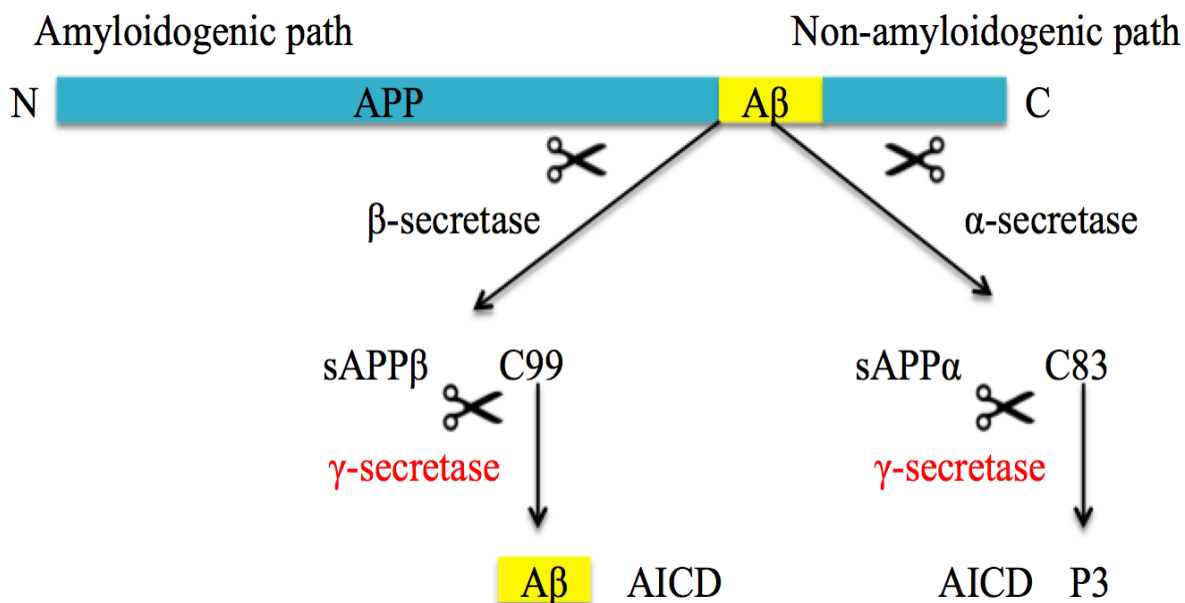 Amyloidogenic path Non-amyloidogenic path
N APP Aβ C
β-secretase α-secretase
sAPPβ C99 sAPPα C83
γ-secretase γ-secretase
Aβ AICD AICD P3